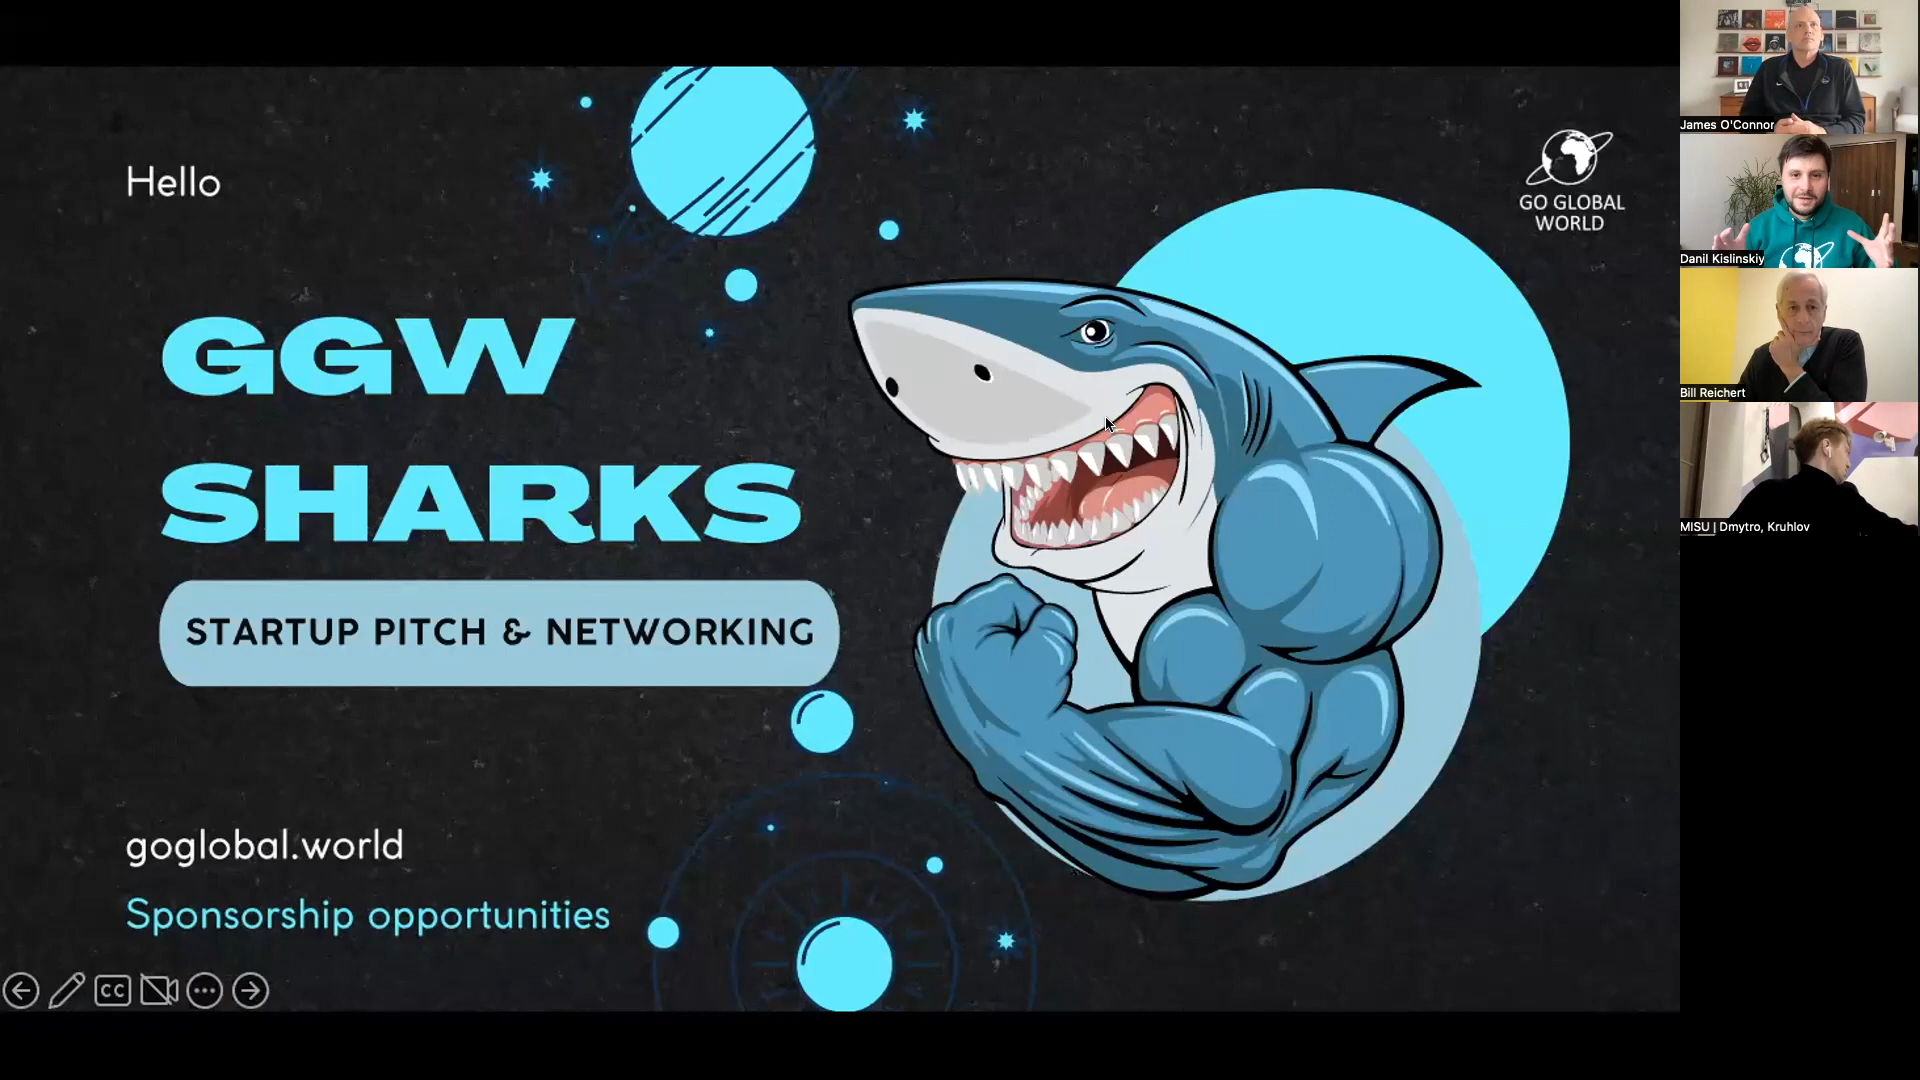 Hello
GO GLOBAL
WORLD
GGW
SHARKS
STARTUP PITCH & NETWORKING
goglobal.world
Sponsorship opportunities
CC
James O'Connor
Danil Kislinskiy
Bill Reichert
MISU | Dmytro, Kruhlov